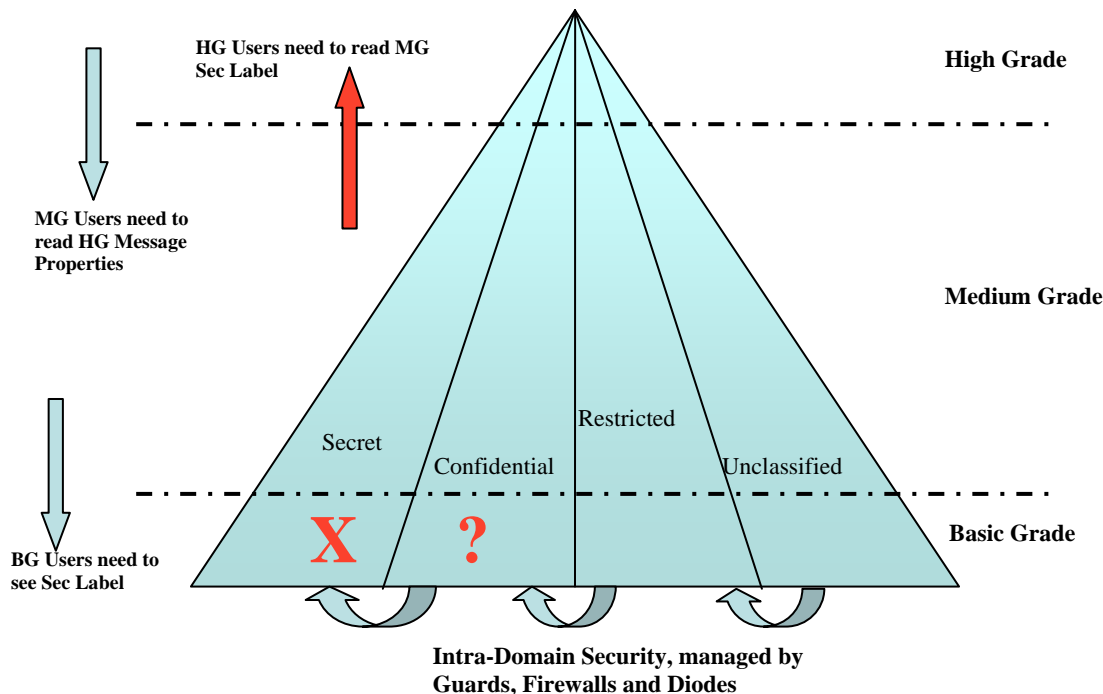 HG Users need to read MG
Sec Label
High Grade
MG Users need to
read HG Message
Properties
Medium Grade
Restricted
Secret
Confidential
Unclassified
X
?
Basic Grade
BG Users need to
see Sec Label
Intra-Domain Security, managed by
Guards, Firewalls and Diodes